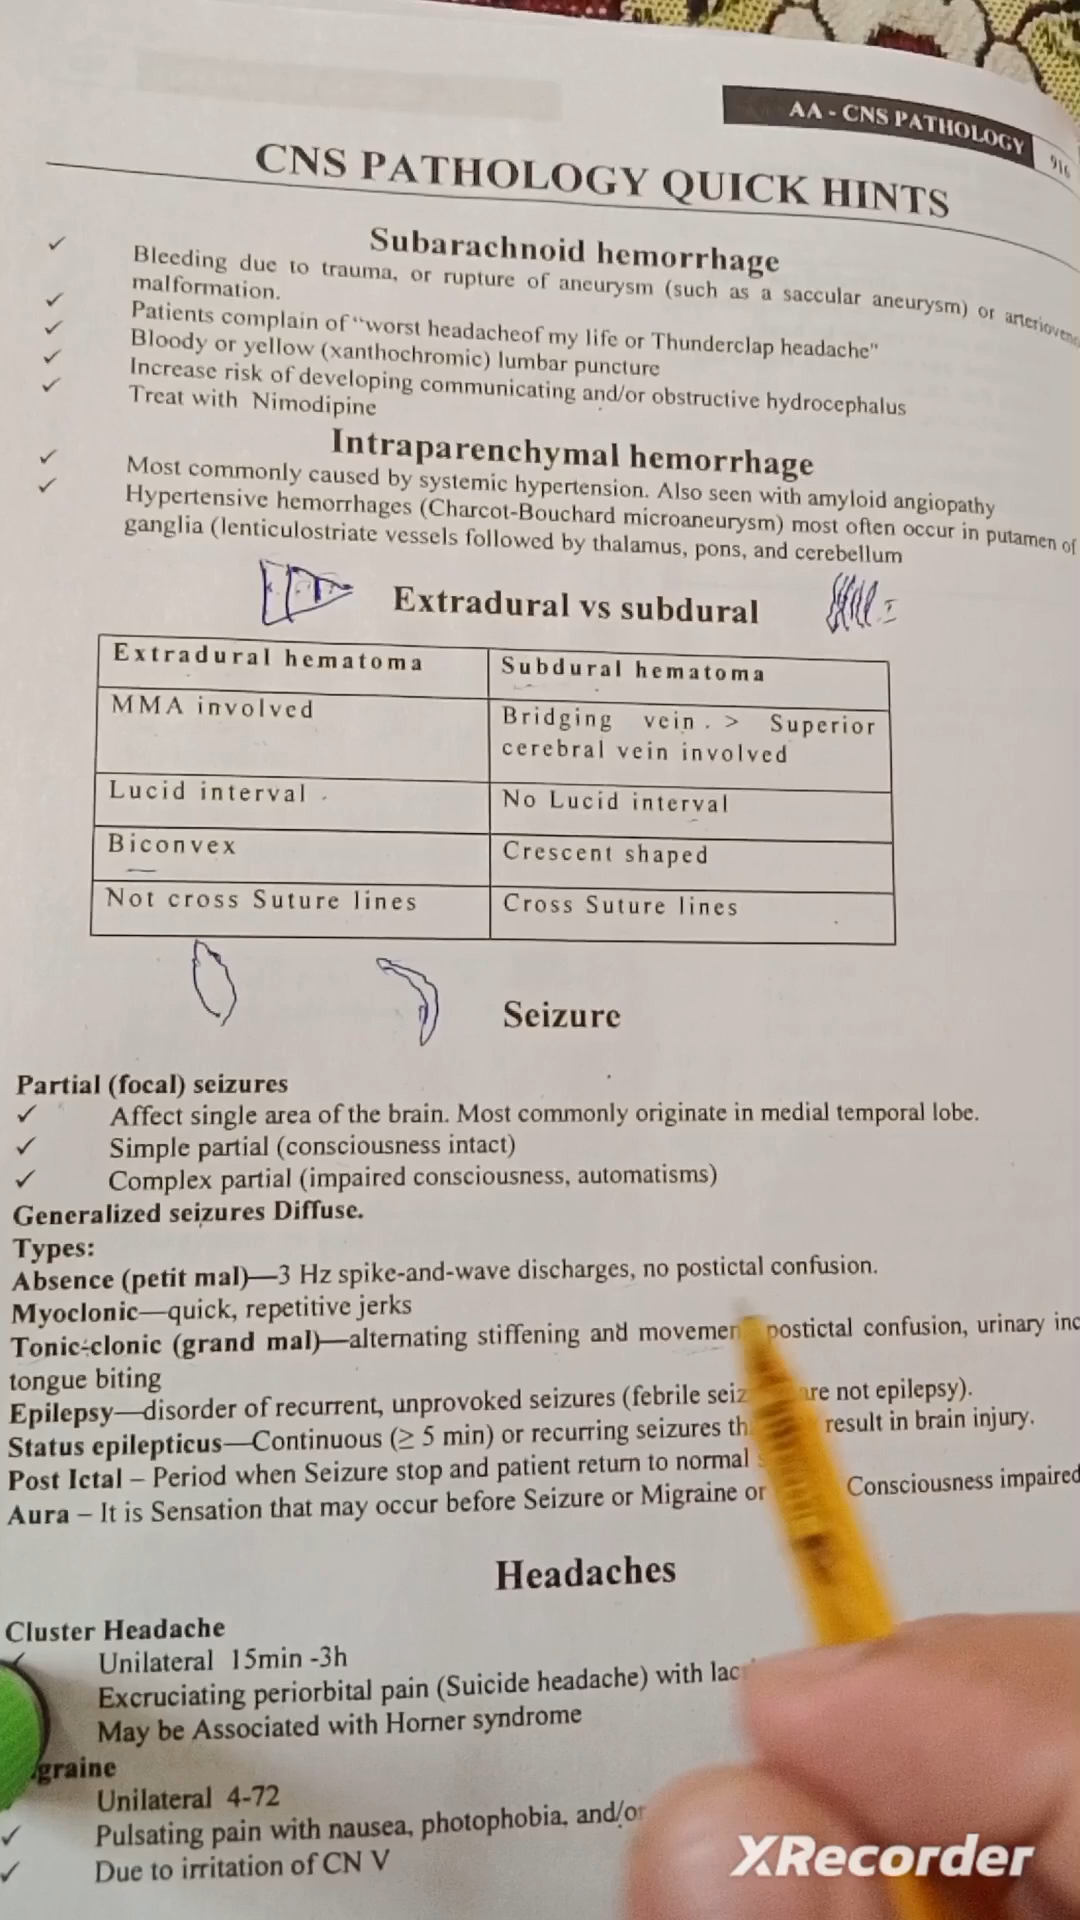 AA - CNS PATHOLOGY
916
CNS PATHOLOGY QUICK HINTS
Subarachnoid hemorrhage
✓ Bleeding due to trauma, or rupture of aneurysm (such as a saccular aneurysm) or
malformation.
✓ Patients complain of "worst headacheof my life or Thunderclap headache"
✓ Bloody or yellow (xanthochromic) lumbar puncture
✓ Increase risk of developing communicating and/or obstructive hydrocephalus
✓ Treat with Nimodipine
Intraparenchymal hemorrhage
✓ Most commonly caused by systemic hypertension. Also seen with amyloid angiopathy
✓ Hypertensive hemorrhages (Charcot-Bouchard microaneurysm) most often occur in putamen of
ganglia (lenticulostriate vessels followed by thalamus, pons, and cerebellum
Extradural vs subdural
Extradural hematoma Subdural hematoma
MMA involved Bridging vein . > Superior
cerebral vein involved
Lucid interval No Lucid interval
Biconvex Crescent shaped
Not cross Suture lines Cross Suture lines
Seizure
Partial (focal) seizures
✓ Affect single area of the brain. Most commonly originate in medial temporal lobe.
✓ Simple partial (consciousness intact)
✓ Complex partial (impaired consciousness, automatisms)
Generalized seizures Diffuse.
Types:
Absence (petit mal)—3 Hz spike-and-wave discharges, no postictal confusion.
Myoclonic—quick, repetitive jerks
Tonic-clonic (grand mal)—alternating stiffening and postictal confusion, urinary
tongue biting
Epilepsy—disorder of recurrent, unprovoked seizures (febrile are not epilepsy).
Status epilepticus—Continuous (≥ 5 min) or recurring seizures result in brain injury.
Post Ictal – Period when Seizure stop and patient return to normal
Aura – It is Sensation that may occur before Seizure or Migraine or Consciousness impaired
Headaches
Cluster Headache
Unilateral 15min -3h
Excruciating periorbital pain (Suicide headache) with
May be Associated with Horner syndrome
graine
Unilateral 4-72
✓ Pulsating pain with nausea, photophobia, and/or
✓ Due to irritation of CN V
XRecorder